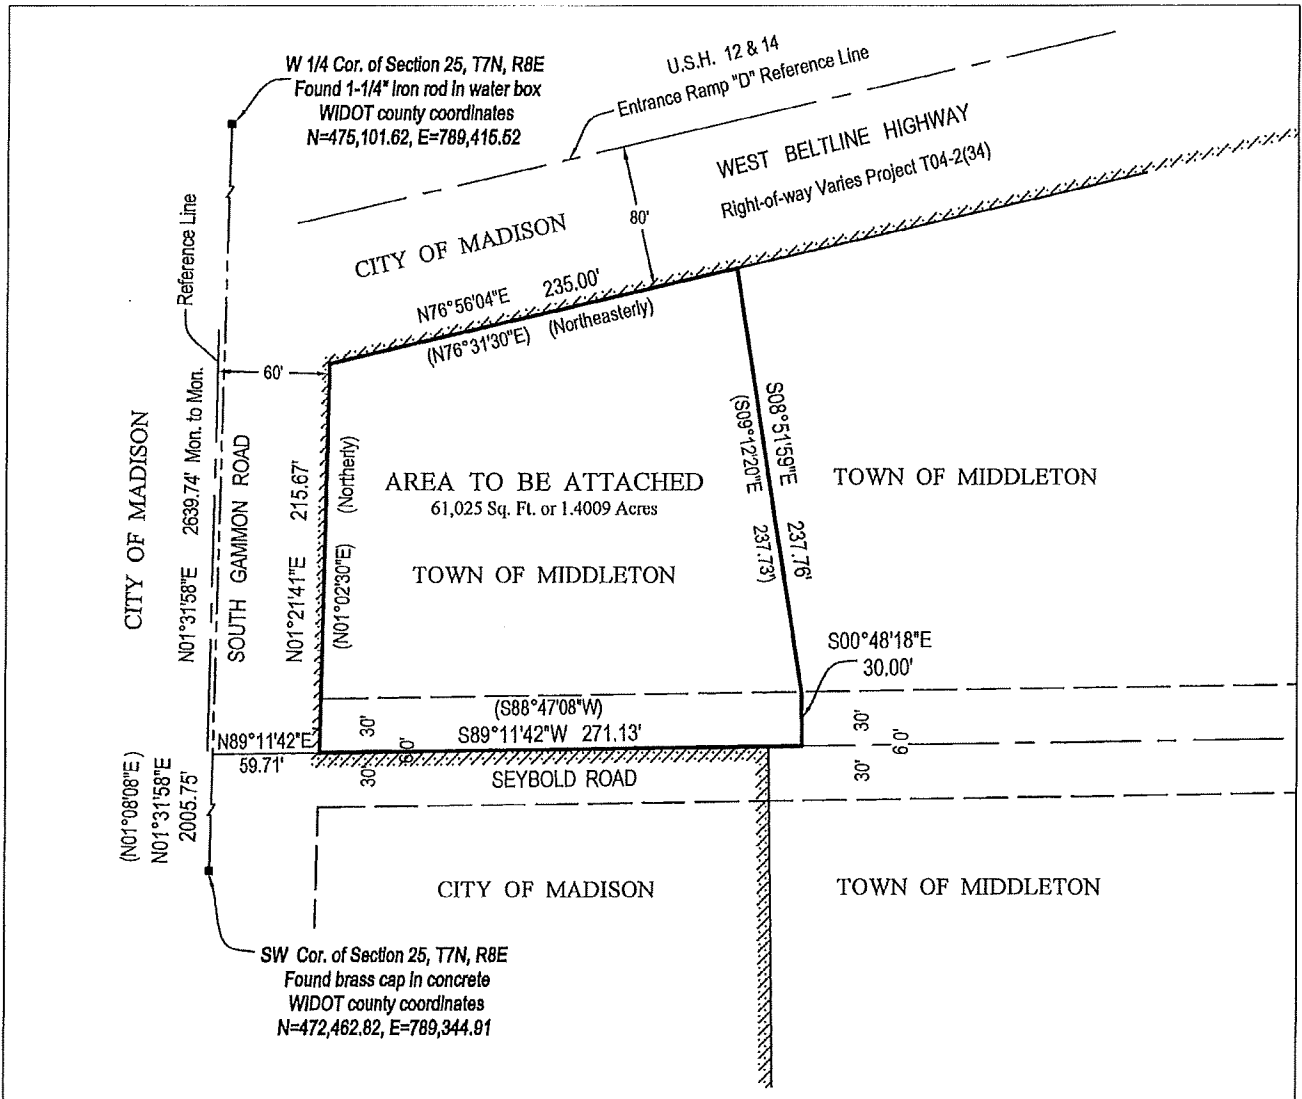 W 1/4 Cor. of Section 25, T7N, R8E
Found 1-1/4" iron rod in water box
WIDOT county coordinates
N=475,101.62, E=789,415.52
U.S.H. 12 & 14
Entrance Ramp "D" Reference Line
WEST BELTLINE HIGHWAY
Right-of-way Varies Project T04-2(34)
80'
CITY OF MADISON
N76°56'04"E 235.00'
(N76°31'30"E) (Northeasterly)
Reference Line
60'
CITY OF MADISON
N01°31'58"E 2639.74' Mon. to Mon.
SOUTH GAMMON ROAD
N01°21'41"E 215.67'
(N01°02'30"E) (Northerly)
AREA TO BE ATTACHED
61,025 Sq. Ft. or 1.4009 Acres
TOWN OF MIDDLETON
S08°51'59"E 237.76'
(S09°12'20"E 237.73')
TOWN OF MIDDLETON
S00°48'18"E
30.00'
(S88°47'08"W)
S89°11'42"W 271.13'
30'
60'
30'
30'
60'
30'
N89°11'42"E
59.71'
SEYBOLD ROAD
(N01°08'08"E)
N01°31'58"E
2005.75'
CITY OF MADISON
TOWN OF MIDDLETON
SW Cor. of Section 25, T7N, R8E
Found brass cap in concrete
WIDOT county coordinates
N=472,462.82, E=789,344.91